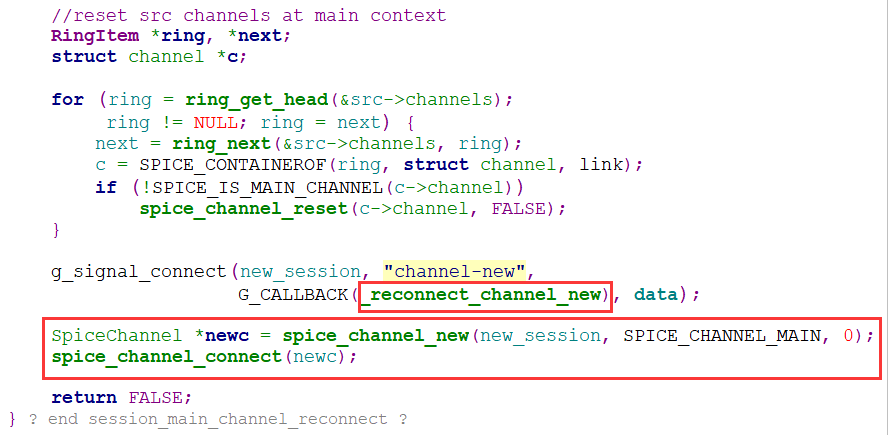 //reset src channels at main context
RingItem *ring, *next;
struct channel *c;
for (ring = ring_get_head(&src->channels);
ring != NULL; ring = next) {
next = ring_next(&src->channels, ring);
c = SPICE_CONTAINEROF(ring, struct channel, link);
if (!SPICE_IS_MAIN_CHANNEL(c->channel))
spice_channel_reset(c->channel, FALSE);
}
g_signal_connect(new_session, "channel-new",
G_CALLBACK(_reconnect_channel_new), data);
SpiceChannel *newc = spice_channel_new(new_session, SPICE_CHANNEL_MAIN, 0);
spice_channel_connect(newc);
return FALSE;
} ? end session_main_channel_reconnect ?